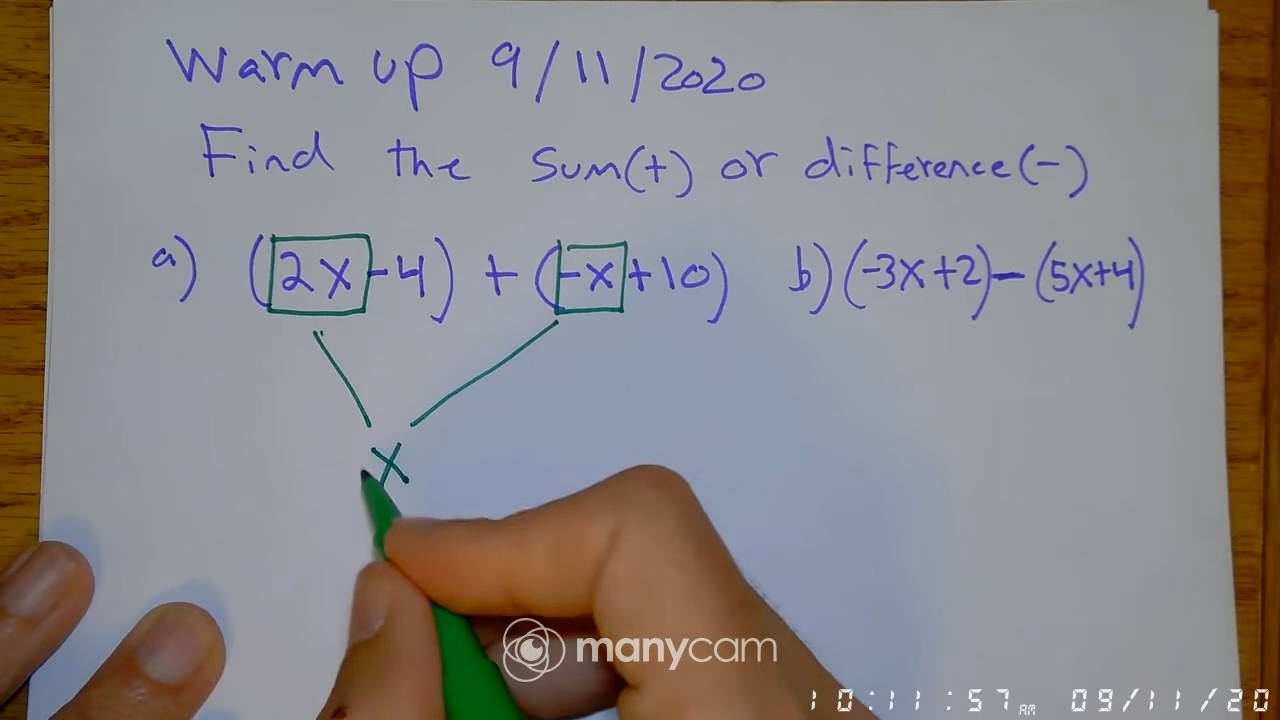 Warm up 9/11/2020
Find the sum(+) or difference(-)
a) (2x-4) + (-x+10) b) (-3x+2)-(5x+4)
x
manycam
10:11:57 AM 09/11/20